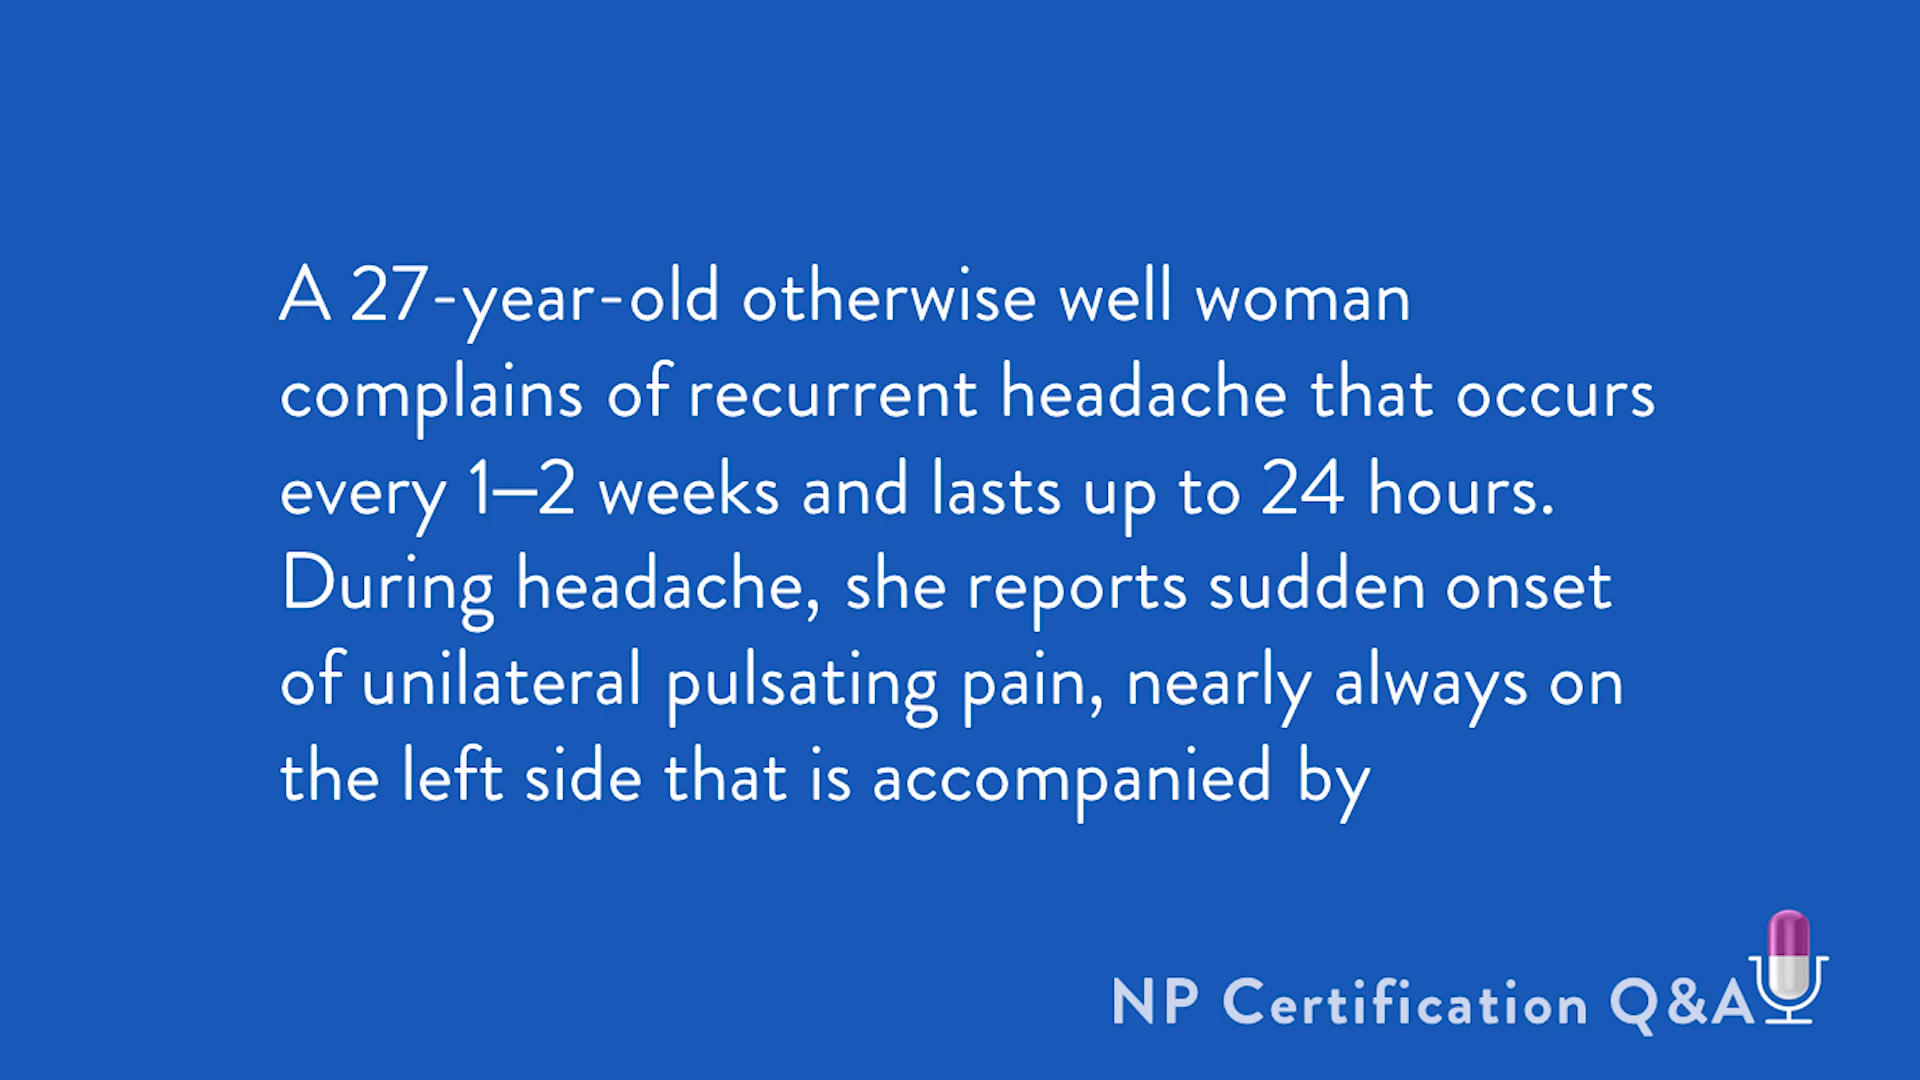 A 27-year-old otherwise well woman
complains of recurrent headache that occurs
every 1–2 weeks and lasts up to 24 hours.
During headache, she reports sudden onset
of unilateral pulsating pain, nearly always on
the left side that is accompanied by
NP Certification Q&A